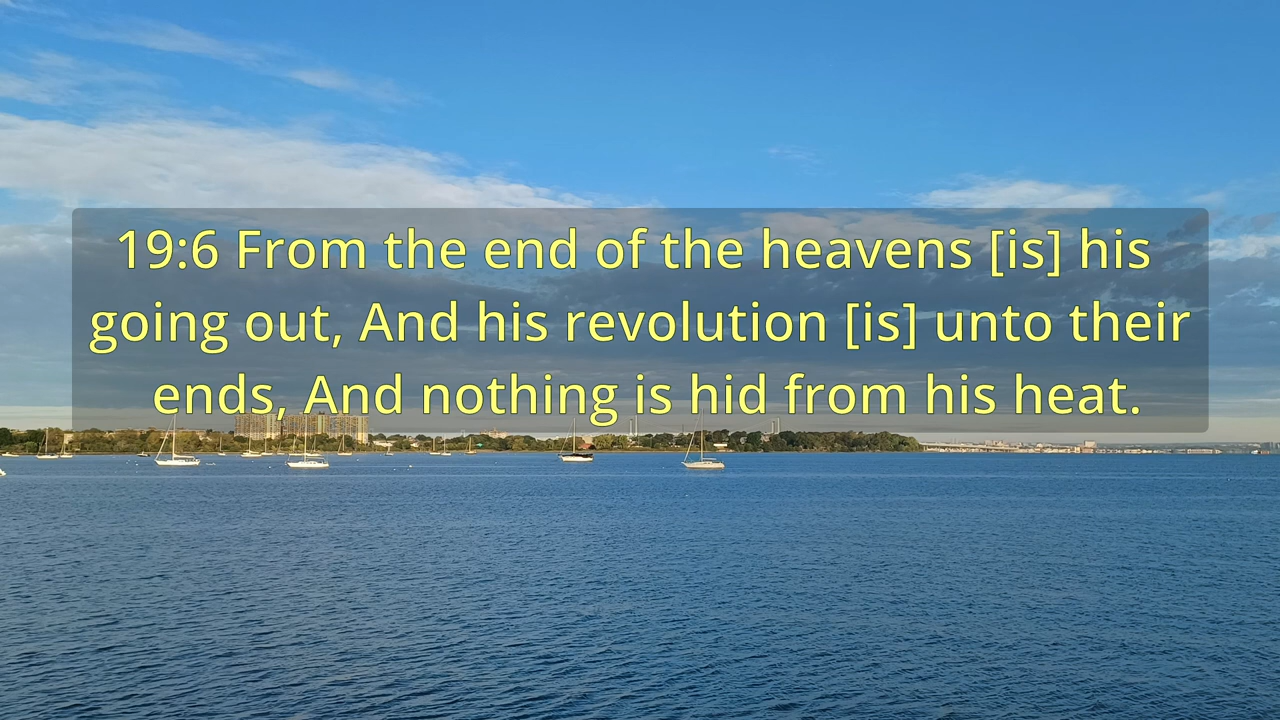 19:6 From the end of the heavens [is] his
going out, And his revolution [is] unto their
ends, And nothing is hid from his heat.